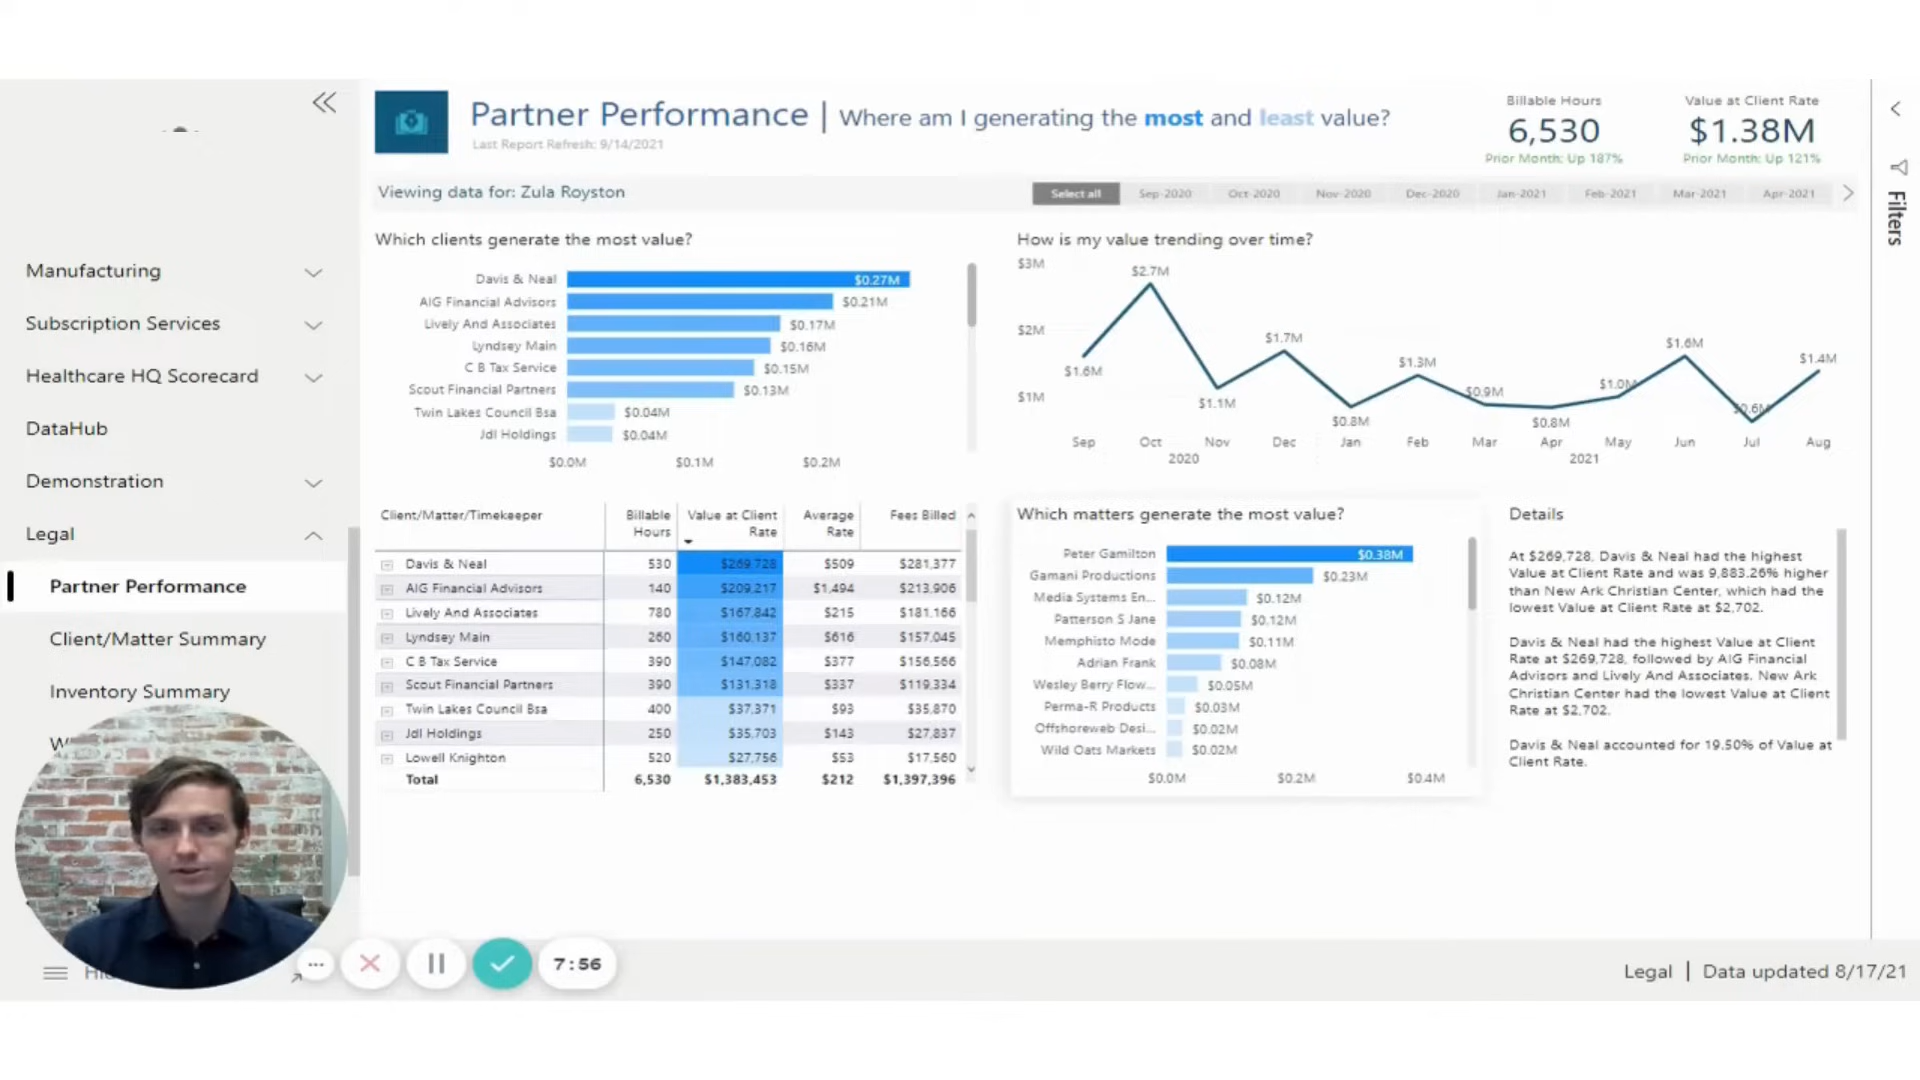 Partner Performance | Where am I generating the most and least value?
Last Report Refresh: 9/14/2021
Billable Hours
6,530
Prior Month: Up 187%
Value at Client Rate
$1.38M
Prior Month: Up 121%
Filters
Viewing data for: Zula Royston
Select all Sep-2020 Oct-2020 Nov-2020 Dec-2020 Jan-2021 Feb-2021 Mar-2021 Apr-2021
Manufacturing
Subscription Services
Healthcare HQ Scorecard
DataHub
Demonstration
Legal
Partner Performance
Client/Matter Summary
Inventory Summary
Which clients generate the most value?
Davis & Neal $0.27M
AIG Financial Advisors $0.21M
Lively And Associates $0.17M
Lyndsey Main $0.16M
C B Tax Service $0.15M
Scout Financial Partners $0.13M
Twin Lakes Council Bsa $0.04M
Jdl Holdings $0.04M
$0.0M $0.1M $0.2M
How is my value trending over time?
$3M
$2M
$1M
$1.6M $2.7M $1.1M $1.7M $0.8M $1.3M $0.9M $0.8M $1.0M $1.6M $0.6M $1.4M
Sep Oct Nov Dec Jan Feb Mar Apr May Jun Jul Aug
2020 2021
Client/Matter/Timekeeper Billable Hours Value at Client Rate Average Rate Fees Billed
Davis & Neal 530 $269,728 $509 $281,377
AIG Financial Advisors 140 $209,217 $1,494 $213,906
Lively And Associates 780 $167,842 $215 $181,166
Lyndsey Main 260 $160,137 $616 $157,045
C B Tax Service 390 $147,082 $377 $156,566
Scout Financial Partners 390 $131,318 $337 $119,334
Twin Lakes Council Bsa 400 $37,371 $93 $35,870
Jdl Holdings 250 $35,703 $143 $27,837
Lowell Knighton 520 $27,756 $53 $17,560
Total 6,530 $1,383,453 $212 $1,397,396
Which matters generate the most value?
Peter Gamilton $0.38M
Gamani Productions $0.23M
Media Systems En... $0.12M
Patterson S Jane $0.12M
Memphisto Mode $0.11M
Adrian Frank $0.08M
Wesley Berry Flow... $0.05M
Perma-R Products $0.03M
Offshoreweb Desi... $0.02M
Wild Oats Markets $0.02M
$0.0M $0.2M $0.4M
Details
At $269,728, Davis & Neal had the highest
Value at Client Rate and was 9,883.26% higher
than New Ark Christian Center, which had the
lowest Value at Client Rate at $2,702.
Davis & Neal had the highest Value at Client
Rate at $269,728, followed by AIG Financial
Advisors and Lively And Associates. New Ark
Christian Center had the lowest Value at Client
Rate at $2,702.
Davis & Neal accounted for 19.50% of Value at
Client Rate.
7:56
Legal | Data updated 8/17/21